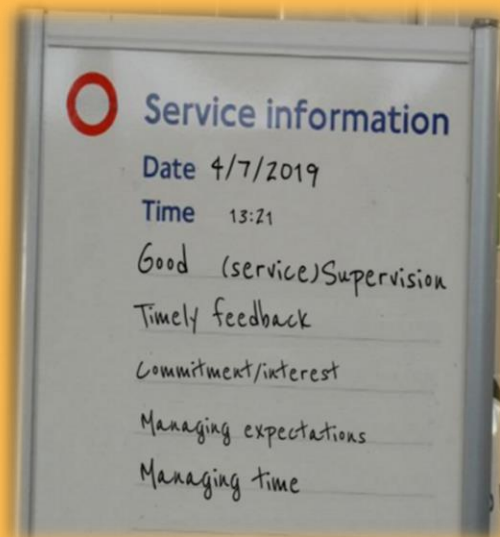 Service information
Date 4/7/2019
Time 13:21
Good (service) Supervision
Timely feedback
Commitment/interest
Managing expectations
Managing time